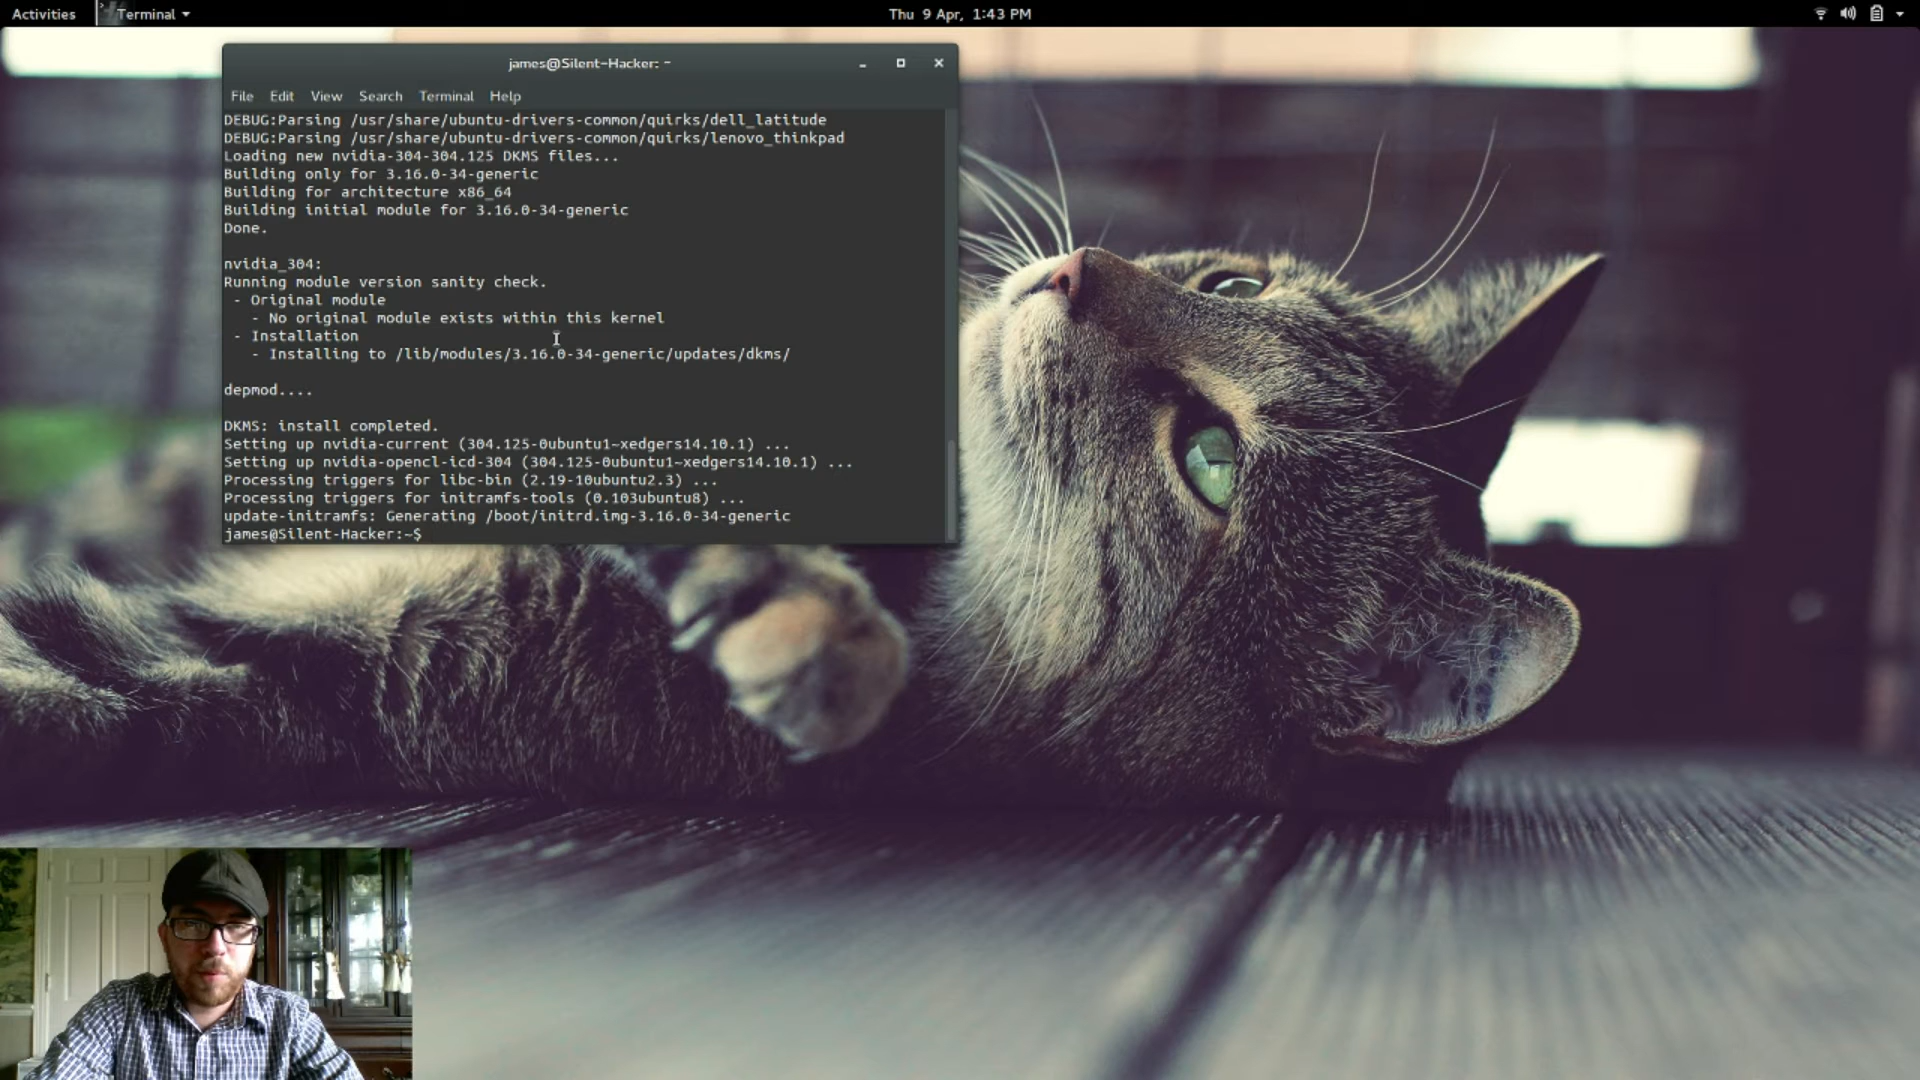 Activities
Terminal
Thu 9 Apr, 1:43 PM
james@Silent-Hacker: ~
File Edit View Search Terminal Help
DEBUG:Parsing /usr/share/ubuntu-drivers-common/quirks/dell_latitude
DEBUG:Parsing /usr/share/ubuntu-drivers-common/quirks/lenovo_thinkpad
Loading new nvidia-304-304.125 DKMS files...
Building only for 3.16.0-34-generic
Building for architecture x86_64
Building initial module for 3.16.0-34-generic
Done.
nvidia_304:
Running module version sanity check.
- Original module
- No original module exists within this kernel
- Installation
- Installing to /lib/modules/3.16.0-34-generic/updates/dkms/
depmod....
DKMS: install completed.
Setting up nvidia-current (304.125-0ubuntu1~xedgers14.10.1) ...
Setting up nvidia-opencl-icd-304 (304.125-0ubuntu1~xedgers14.10.1) ...
Processing triggers for libc-bin (2.19-10ubuntu2.3) ...
Processing triggers for initramfs-tools (0.103ubuntu8) ...
update-initramfs: Generating /boot/initrd.img-3.16.0-34-generic
james@Silent-Hacker:~$